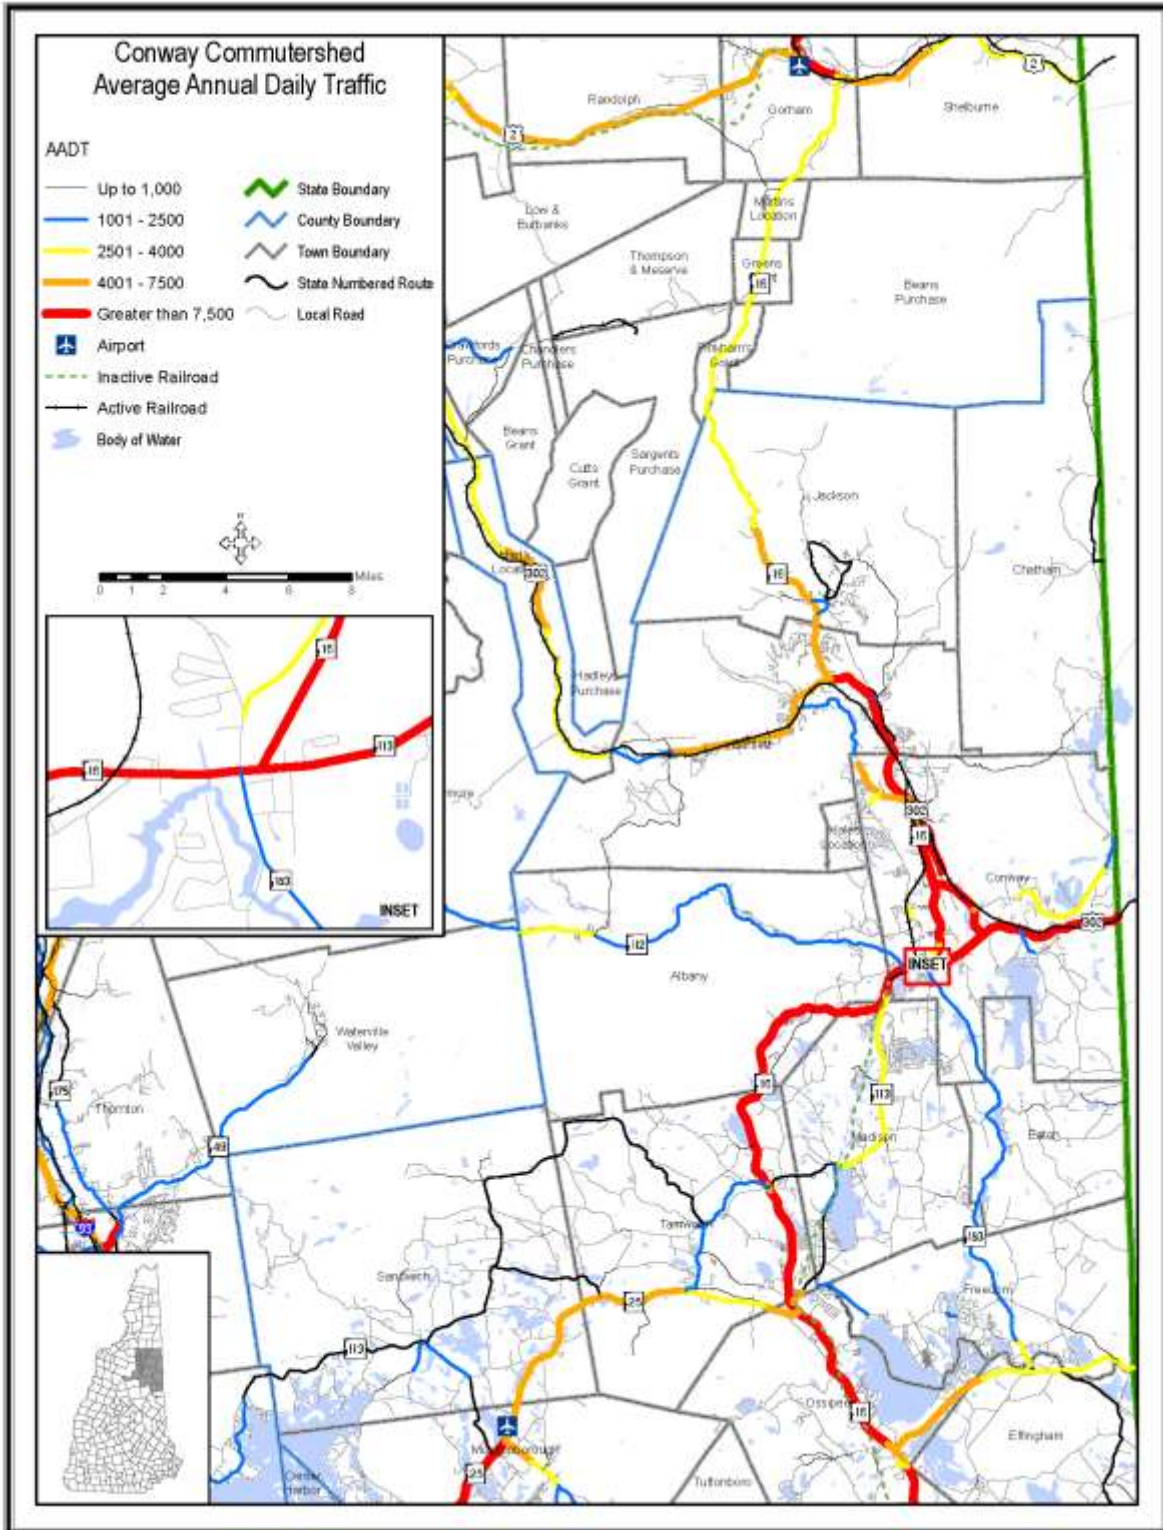 Conway Commutershed
Average Annual Daily Traffic
AADT
Up to 1,000
1001 - 2500
2501 - 4000
4001 - 7500
Greater than 7,500
Airport
Inactive Railroad
Active Railroad
Body of Water
State Boundary
County Boundary
Town Boundary
State Numbered Route
Local Road
N
Miles
0 1 2 4 6 8
16
16
113
153
INSET
2
2
Randolph
Gorham
Shelburne
Low &
Burbanks
Martins
Location
Thompson
& Meserve
Greens
16
Beans
Purchase
Chandlers
Purchase
Beans
Grant
Cutts
Grant
Sargents
Purchase
Jackson
Chatham
302
16
Hadleys
Purchase
302
16
Conway
302
112
Albany
INSET
Waterville
Valley
175
Thornton
49
16
113
Madison
Eaton
93
Tamworth
153
Sandwich
25
Freedom
113
Ossipee
16
Effingham
Moultonborough
25
Center
Harbor
Tuftonboro